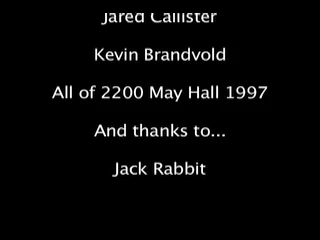 Jared Callister
Kevin Brandvold
All of 2200 May Hall 1997
And thanks to...
Jack Rabbit